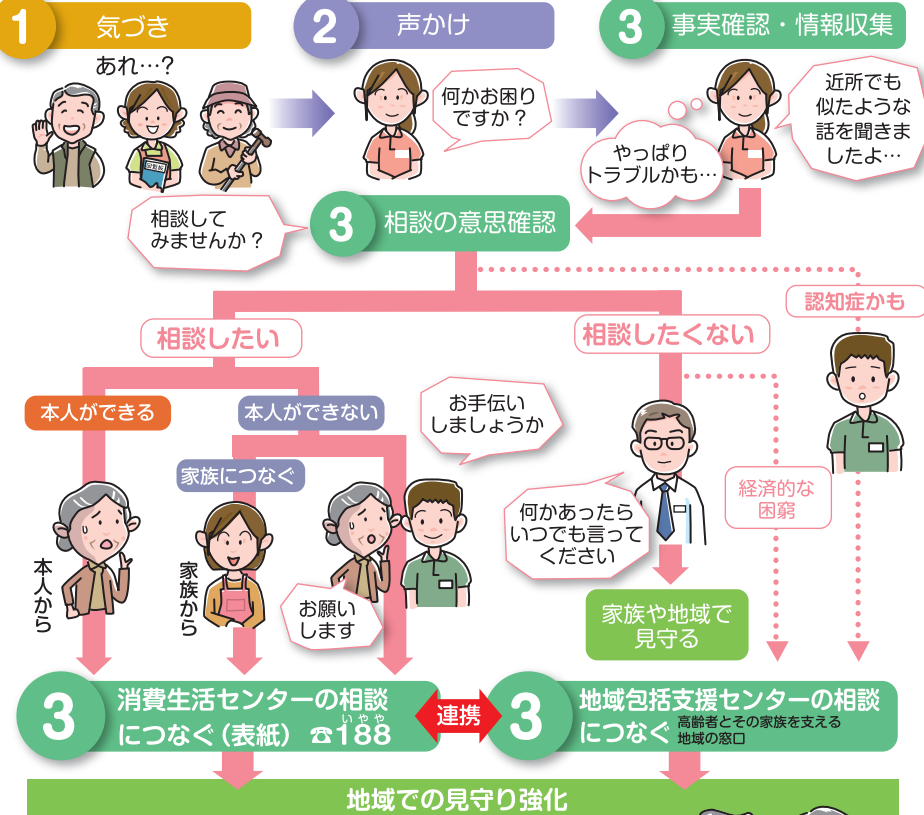 1
気づき
2
声かけ
3
事実確認・情報収集
あれ…?
何かお困り
ですか?
やっぱり
トラブルかも…
近所でも
似たような
話を聞きま
したよ…
相談して
みませんか?
3
相談の意思確認
認知症かも
相談したい
相談したくない
本人ができる
本人ができない
お手伝い
しましょうか
家族につなぐ
経済的な
困窮
何かあったら
いつでも言って
ください
本人から
家族から
お願い
します
家族や地域で
見守る
3
消費生活センターの相談
につなぐ(表紙) ☎188
いやや
連携
3
地域包括支援センターの相談
につなぐ
高齢者とその家族を支える
地域の窓口
地域での見守り強化